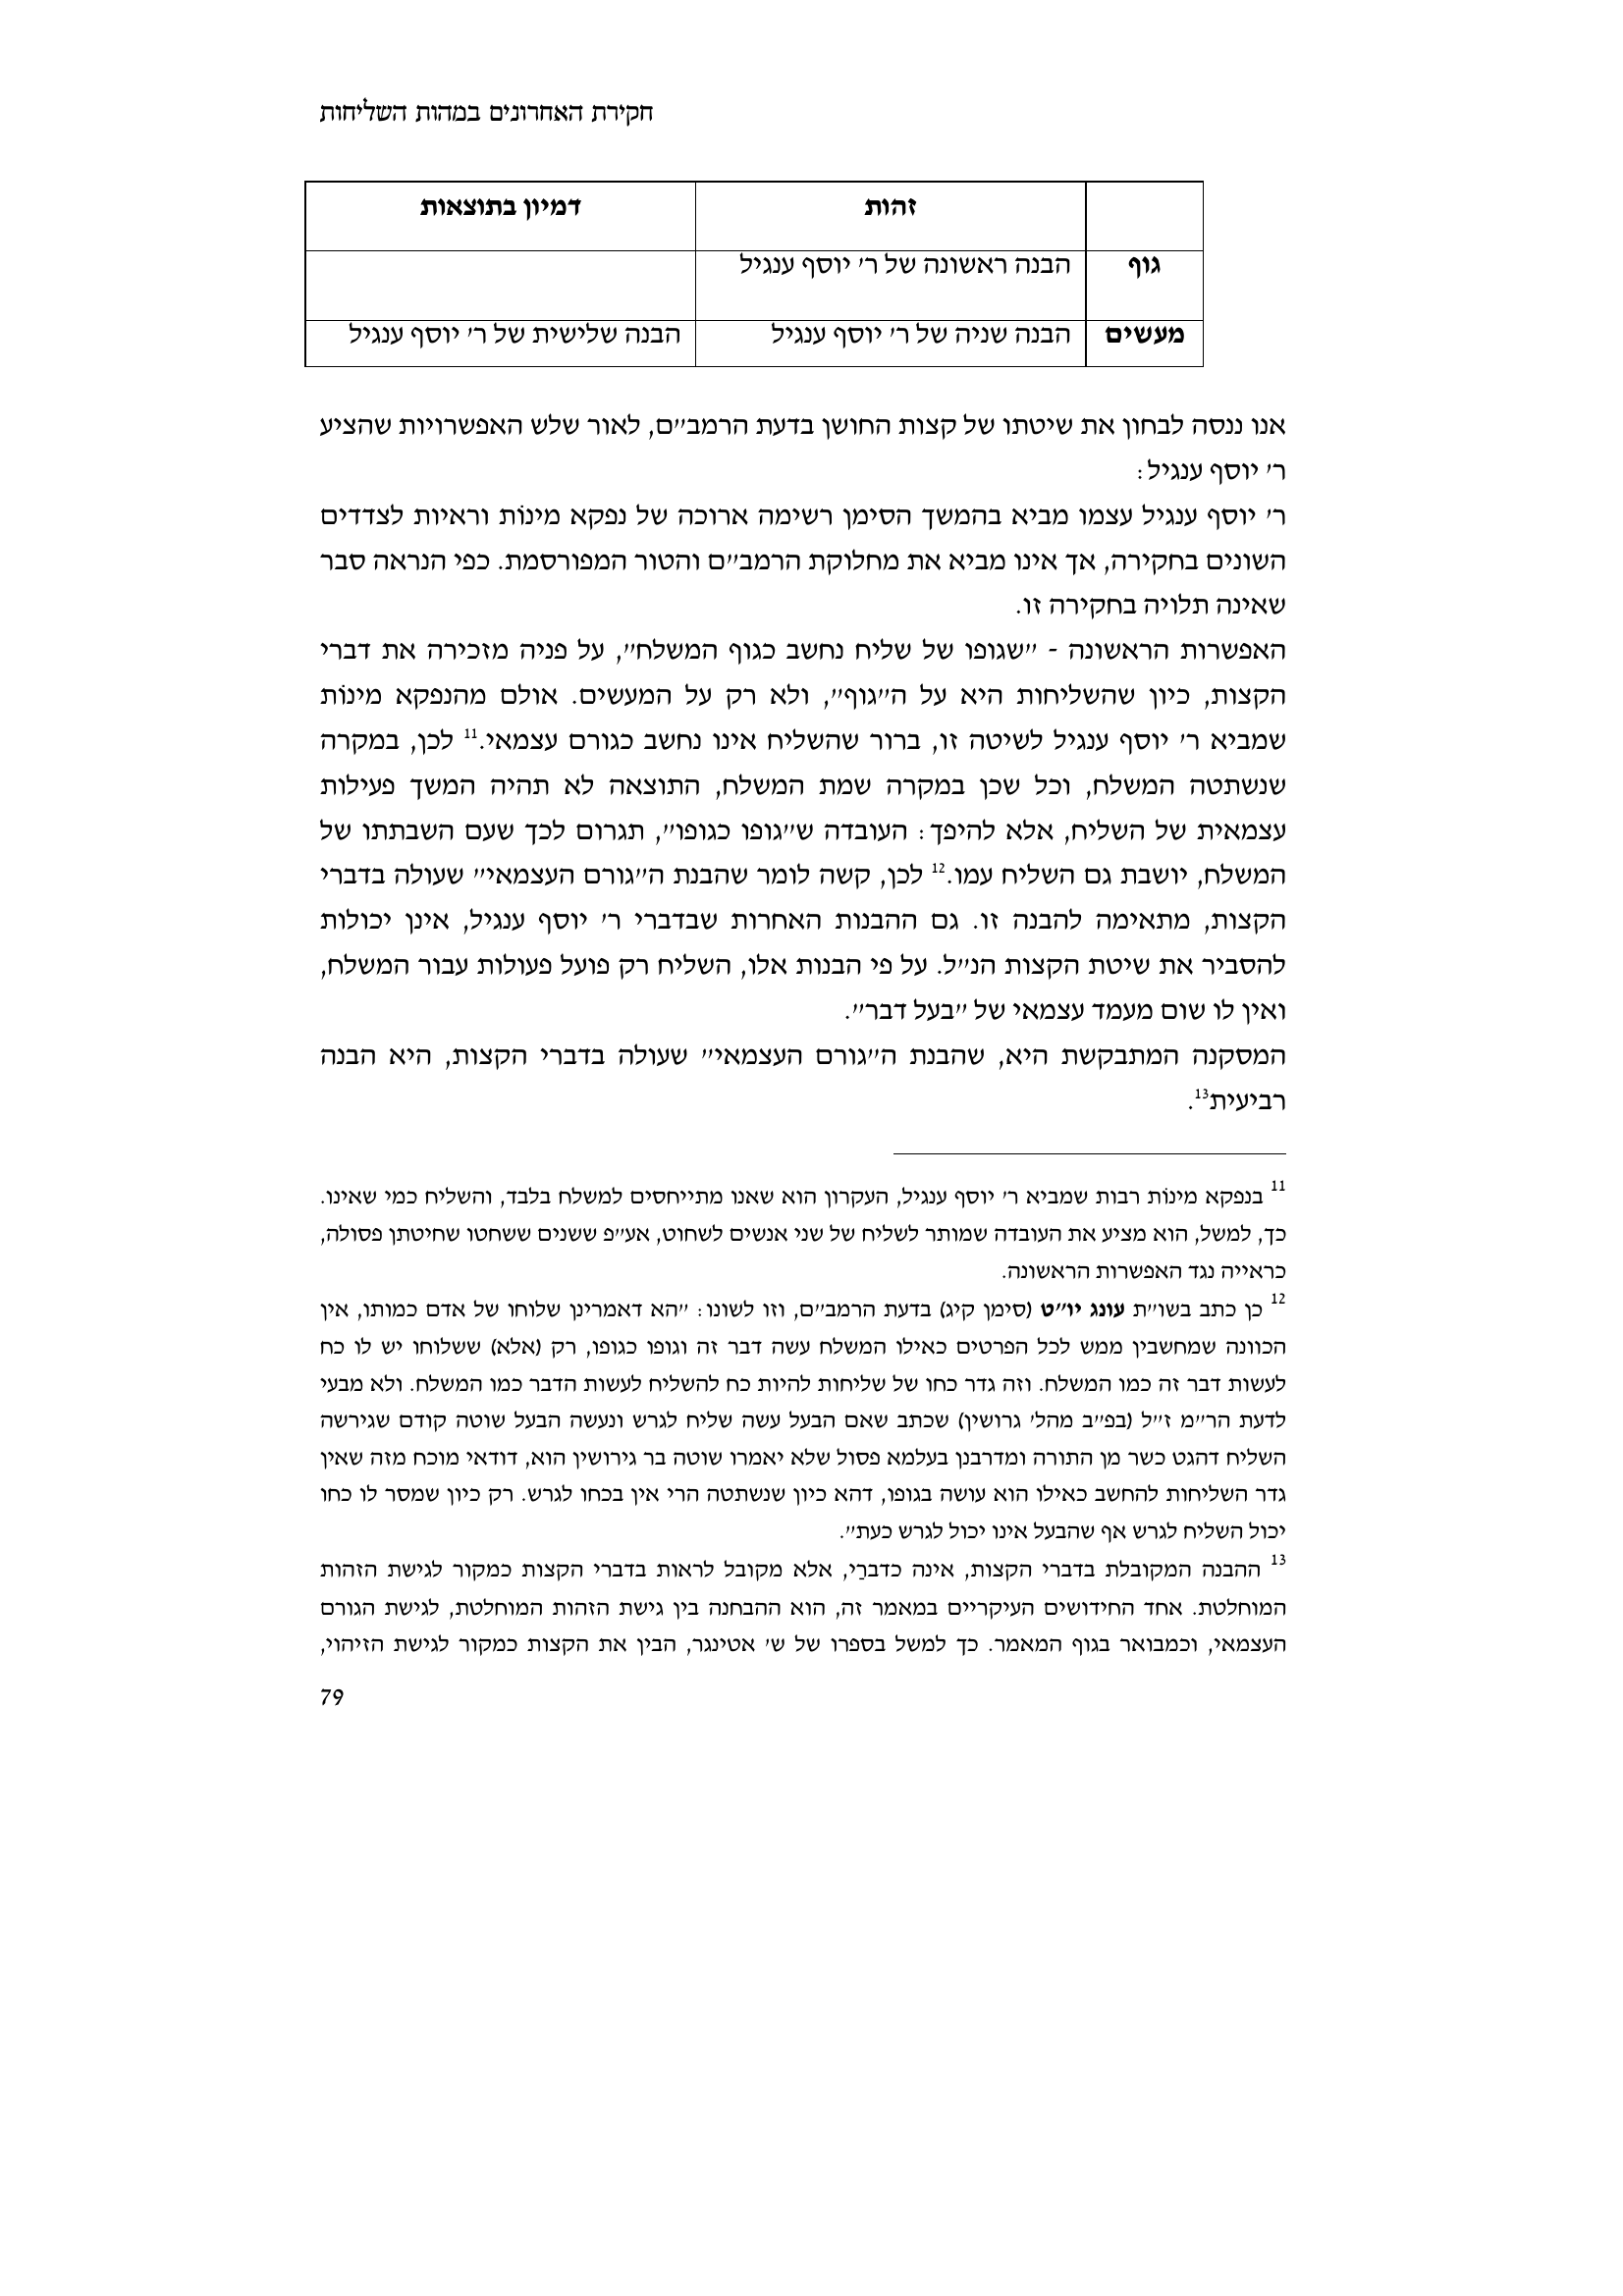 חקירת האחרונים במהות השליחות
זהות דמיון בתוצאות
גוף הבנה ראשונה של ר׳ יוסף ענגיל
מעשים הבנה שניה של ר׳ יוסף ענגיל הבנה שלישית של ר׳ יוסף ענגיל
אנו ננסה לבחון את שיטתו של קצות החושן בדעת הרמב״ם, לאור שלש האפשרויות שהציע
ר׳ יוסף ענגיל:
ר׳ יוסף ענגיל עצמו מביא בהמשך הסימן רשימה ארוכה של נפקא מינוֹת וראיות לצדדים
השונים בחקירה, אך אינו מביא את מחלוקת הרמב״ם והטור המפורסמת. כפי הנראה סבר
שאינה תלויה בחקירה זו.
האפשרות הראשונה - ״שגופו של שליח נחשב כגוף המשלח״, על פניה מזכירה את דברי
הקצות, כיון שהשליחות היא על ה״גוף״, ולא רק על המעשים. אולם מהנפקא מינוֹת
שמביא ר׳ יוסף ענגיל לשיטה זו, ברור שהשליח אינו נחשב כגורם עצמאי.11 לכן, במקרה
שנשתטה המשלח, וכל שכן במקרה שמת המשלח, התוצאה לא תהיה המשך פעילות
עצמאית של השליח, אלא להיפך: העובדה ש״גופו כגופו״, תגרום לכך שעם השבתתו של
המשלח, יושבת גם השליח עמו.12 לכן, קשה לומר שהבנת ה״גורם העצמאי״ שעולה בדברי
הקצות, מתאימה להבנה זו. גם ההבנות האחרות שבדברי ר׳ יוסף ענגיל, אינן יכולות
להסביר את שיטת הקצות הנ״ל. על פי הבנות אלו, השליח רק פועל פעולות עבור המשלח,
ואין לו שום מעמד עצמאי של ״בעל דבר״.
המסקנה המתבקשת היא, שהבנת ה״גורם העצמאי״ שעולה בדברי הקצות, היא הבנה
רביעית13.
11 בנפקא מינוֹת רבות שמביא ר׳ יוסף ענגיל, העקרון הוא שאנו מתייחסים למשלח בלבד, והשליח כמי שאינו.
כך, למשל, הוא מציע את העובדה שמותר לשליח של שני אנשים לשחוט, אע״פ ששנים ששחטו שחיטתן פסולה,
כראייה נגד האפשרות הראשונה.
12 כן כתב בשו״ת עונג יו״ט (סימן קיג) בדעת הרמב״ם, וזו לשונו: ״הא דאמרינן שלוחו של אדם כמותו, אין
הכוונה שמחשבין ממש לכל הפרטים כאילו המשלח עשה דבר זה וגופו כגופו, רק (אלא) ששלוחו יש לו כח
לעשות דבר זה כמו המשלח. וזה גדר כחו של שליחות להיות כח להשליח לעשות הדבר כמו המשלח. ולא מבעי
לדעת הר״מ ז״ל (בפ״ב מהל׳ גרושין) שכתב שאם הבעל עשה שליח לגרש ונעשה הבעל שוטה קודם שגירשה
השליח דהגט כשר מן התורה ומדרבנן בעלמא פסול שלא יאמרו שוטה בר גירושין הוא, דודאי מוכח מזה שאין
גדר השליחות להחשב כאילו הוא עושה בגופו, דהא כיון שנשתטה הרי אין בכחו לגרש. רק כיון שמסר לו כחו
יכול השליח לגרש אף שהבעל אינו יכול לגרש כעת״.
13 ההבנה המקובלת בדברי הקצות, אינה כדברַי, אלא מקובל לראות בדברי הקצות כמקור לגישת הזהות
המוחלטת. אחד החידושים העיקריים במאמר זה, הוא ההבחנה בין גישת הזהות המוחלטת, לגישת הגורם
העצמאי, וכמבואר בגוף המאמר. כך למשל בספרו של ש׳ אטינגר, הבין את הקצות כמקור לגישת הזיהוי,
79